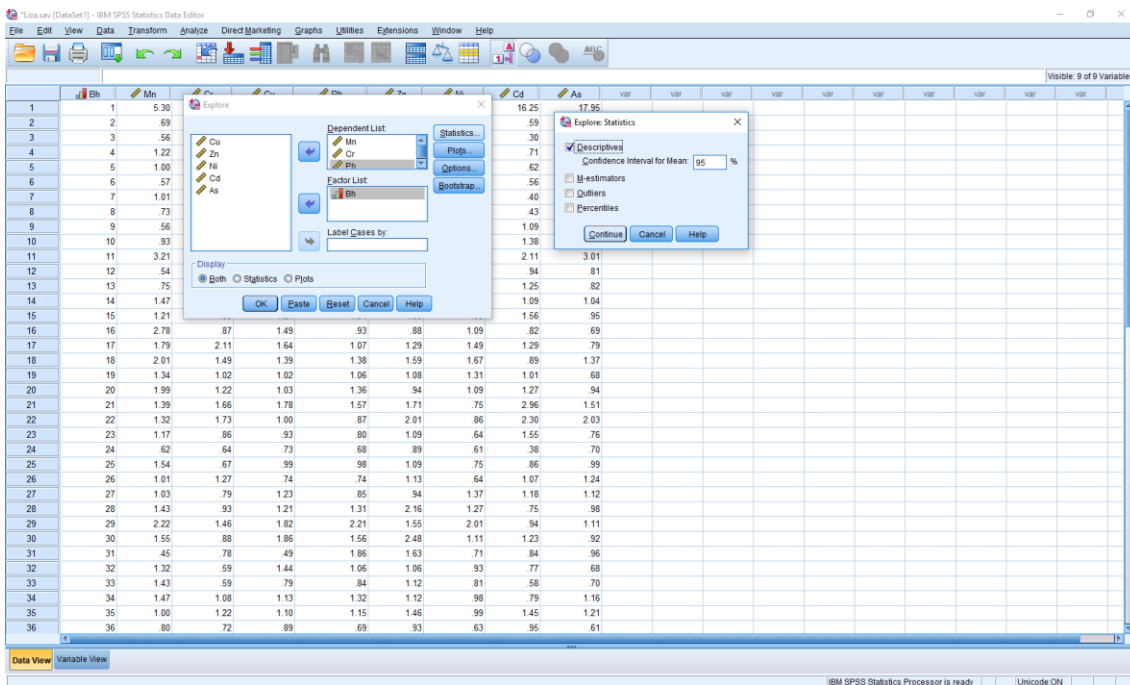 *Liza.sav [DataSet1] - IBM SPSS Statistics Data Editor
File Edit View Data Transform Analyze Direct Marketing Graphs Utilities Extensions Window Help
Visible: 9 of 9 Variable
Bh Mn Cr Cu Ph Zn Ni Cd As var var var var var var var var var var
1 1 5.30 16.25 17.95
2 2 .69 .59
3 3 .56 .30
4 4 1.22 .71
5 5 1.00 .62
6 6 .57 .56
7 7 1.01 .40
8 8 .73 .43
9 9 .56 1.09
10 10 .93 1.38
11 11 3.21 2.11 3.01
12 12 .54 .94 .81
13 13 .75 1.25 .82
14 14 1.47 1.09 1.04
15 15 1.21 1.56 .95
16 16 2.78 .87 1.49 .93 .88 1.09 .82 .69
17 17 1.79 2.11 1.64 1.07 1.29 1.49 1.29 .79
18 18 2.01 1.49 1.39 1.38 1.59 1.67 .89 1.37
19 19 1.34 1.02 1.02 1.06 1.08 1.31 1.01 .68
20 20 1.99 1.22 1.03 1.36 .94 1.09 1.27 .94
21 21 1.39 1.66 1.78 1.57 1.71 .75 2.96 1.51
22 22 1.32 1.73 1.00 .87 2.01 .86 2.30 2.03
23 23 1.17 .86 .93 .80 1.09 .64 1.55 .76
24 24 .62 .64 .73 .68 .89 .61 .38 .70
25 25 1.54 .67 .99 .98 1.09 .75 .86 .99
26 26 1.01 1.27 .74 .74 1.13 .64 1.07 1.24
27 27 1.03 .79 1.23 .85 .94 1.37 1.18 1.12
28 28 1.43 .93 1.21 1.31 2.16 1.27 .75 .98
29 29 2.22 1.46 1.82 2.21 1.55 2.01 .94 1.11
30 30 1.55 .88 1.86 1.56 2.48 1.11 1.23 .92
31 31 .45 .78 .49 1.86 1.63 .71 .84 .96
32 32 1.32 .59 1.44 1.06 1.06 .93 .77 .68
33 33 1.43 .59 .79 .84 1.12 .81 .58 .70
34 34 1.47 1.08 1.13 1.32 1.12 .98 .79 1.16
35 35 1.00 1.22 1.10 1.15 1.46 .99 1.45 1.21
36 36 .80 .72 .89 .69 .93 .63 .95 .61
Explore
Cu
Zn
Ni
Cd
As
Dependent List:
Mn
Cr
Ph
Factor List:
Bh
Label Cases by:
Statistics...
Plots...
Options...
Bootstrap...
Display
Both Statistics Plots
OK Paste Reset Cancel Help
Explore: Statistics
Descriptives
Confidence Interval for Mean: 95 %
M-estimators
Outliers
Percentiles
Continue Cancel Help
Data View Variable View
IBM SPSS Statistics Processor is ready Unicode:ON